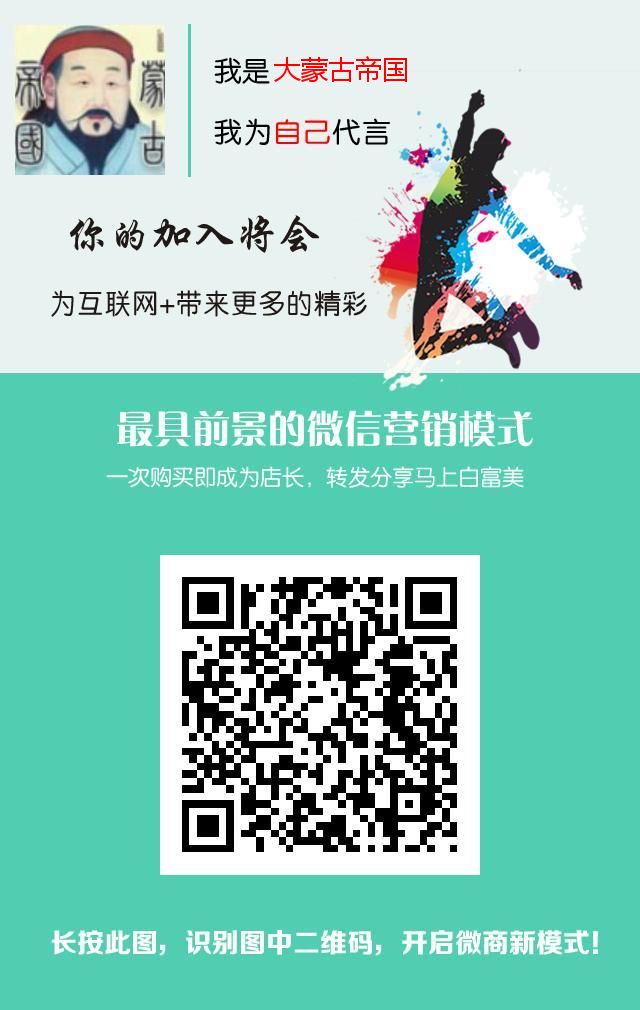 帝
國
蒙
古
我是大蒙古帝国
我为自己代言
你的加入将会
为互联网+带来更多的精彩
最具前景的微信营销模式
一次购买即成为店长，转发分享马上白富美
长按此图，识别图中二维码，开启微商新模式！